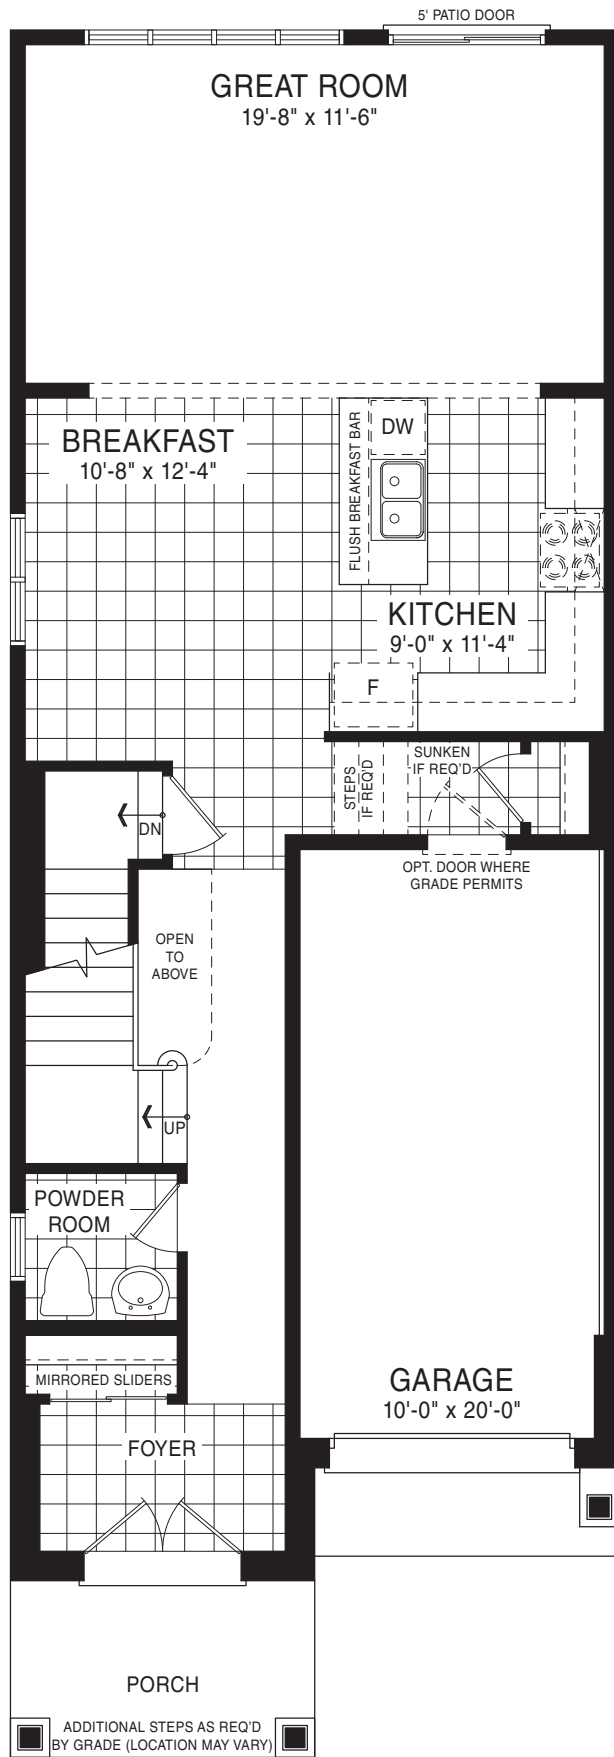 5' PATIO DOOR
GREAT ROOM
19'-8" x 11'-6"
BREAKFAST
10'-8" x 12'-4"
FLUSH BREAKFAST BAR
DW
KITCHEN
9'-0" x 11'-4"
F
STEPS
IF REQ'D
SUNKEN
IF REQ'D
DN
OPT. DOOR WHERE
GRADE PERMITS
OPEN
TO
ABOVE
UP
POWDER
ROOM
MIRRORED SLIDERS
GARAGE
10'-0" x 20'-0"
FOYER
PORCH
ADDITIONAL STEPS AS REQ'D
BY GRADE (LOCATION MAY VARY)